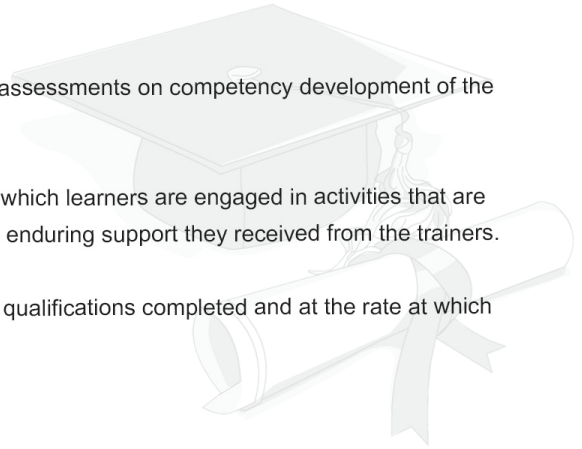 assessments on competency development of the
which learners are engaged in activities that are
enduring support they received from the trainers.
qualifications completed and at the rate at which